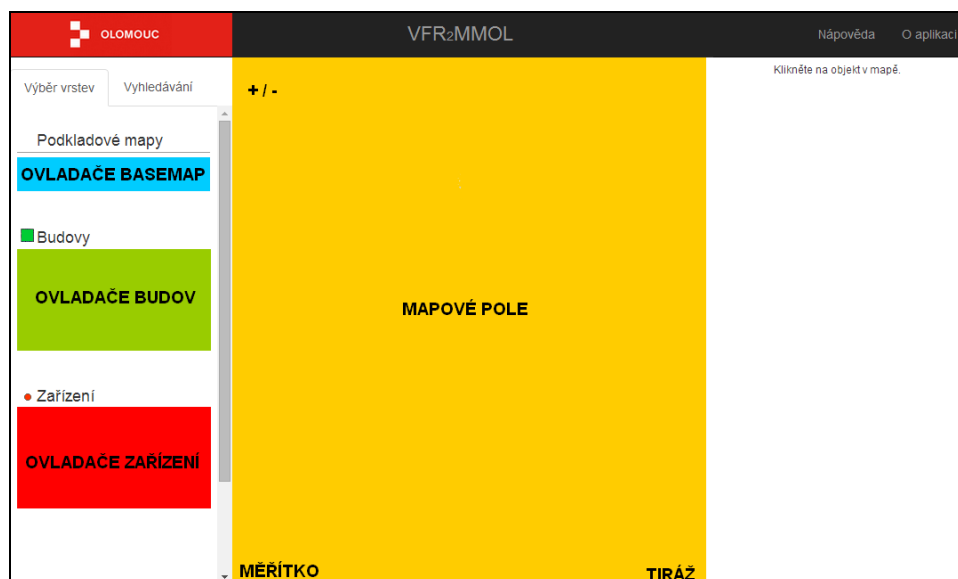 OLOMOUC
VFR2MMOL
Nápověda
O aplikaci
Výběr vrstev
Vyhledávání
+ / -
Klikněte na objekt v mapě.
Podkladové mapy
OVLADAČE BASEMAP
Budovy
OVLADAČE BUDOV
MAPOVÉ POLE
Zařízení
OVLADAČE ZAŘÍZENÍ
MĚŘÍTKO
TIRÁŽ